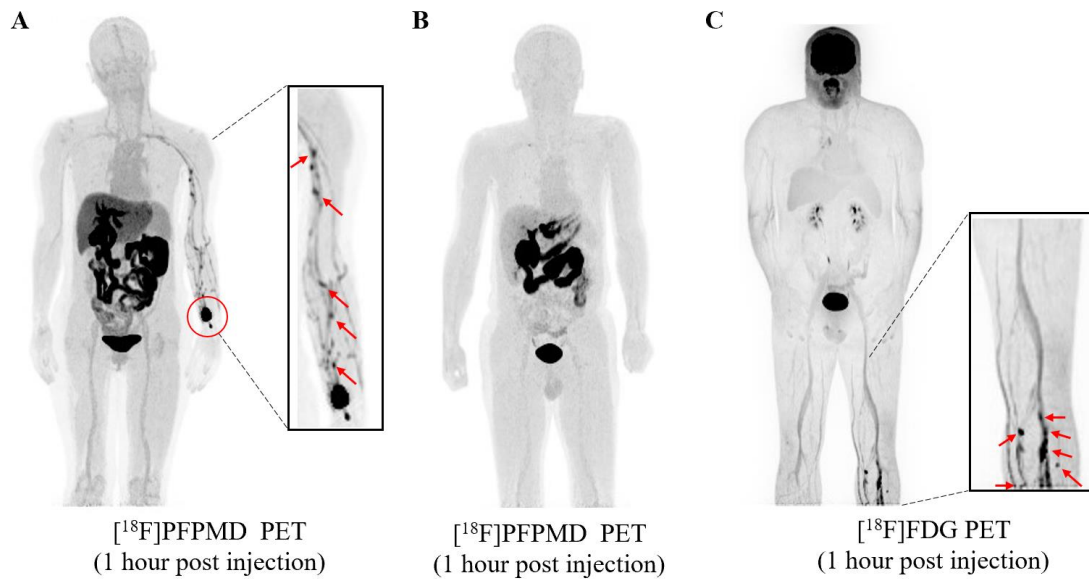 A
B
C
[¹⁸F]PFPMD PET
(1 hour post injection)
[¹⁸F]PFPMD PET
(1 hour post injection)
[¹⁸F]FDG PET
(1 hour post injection)